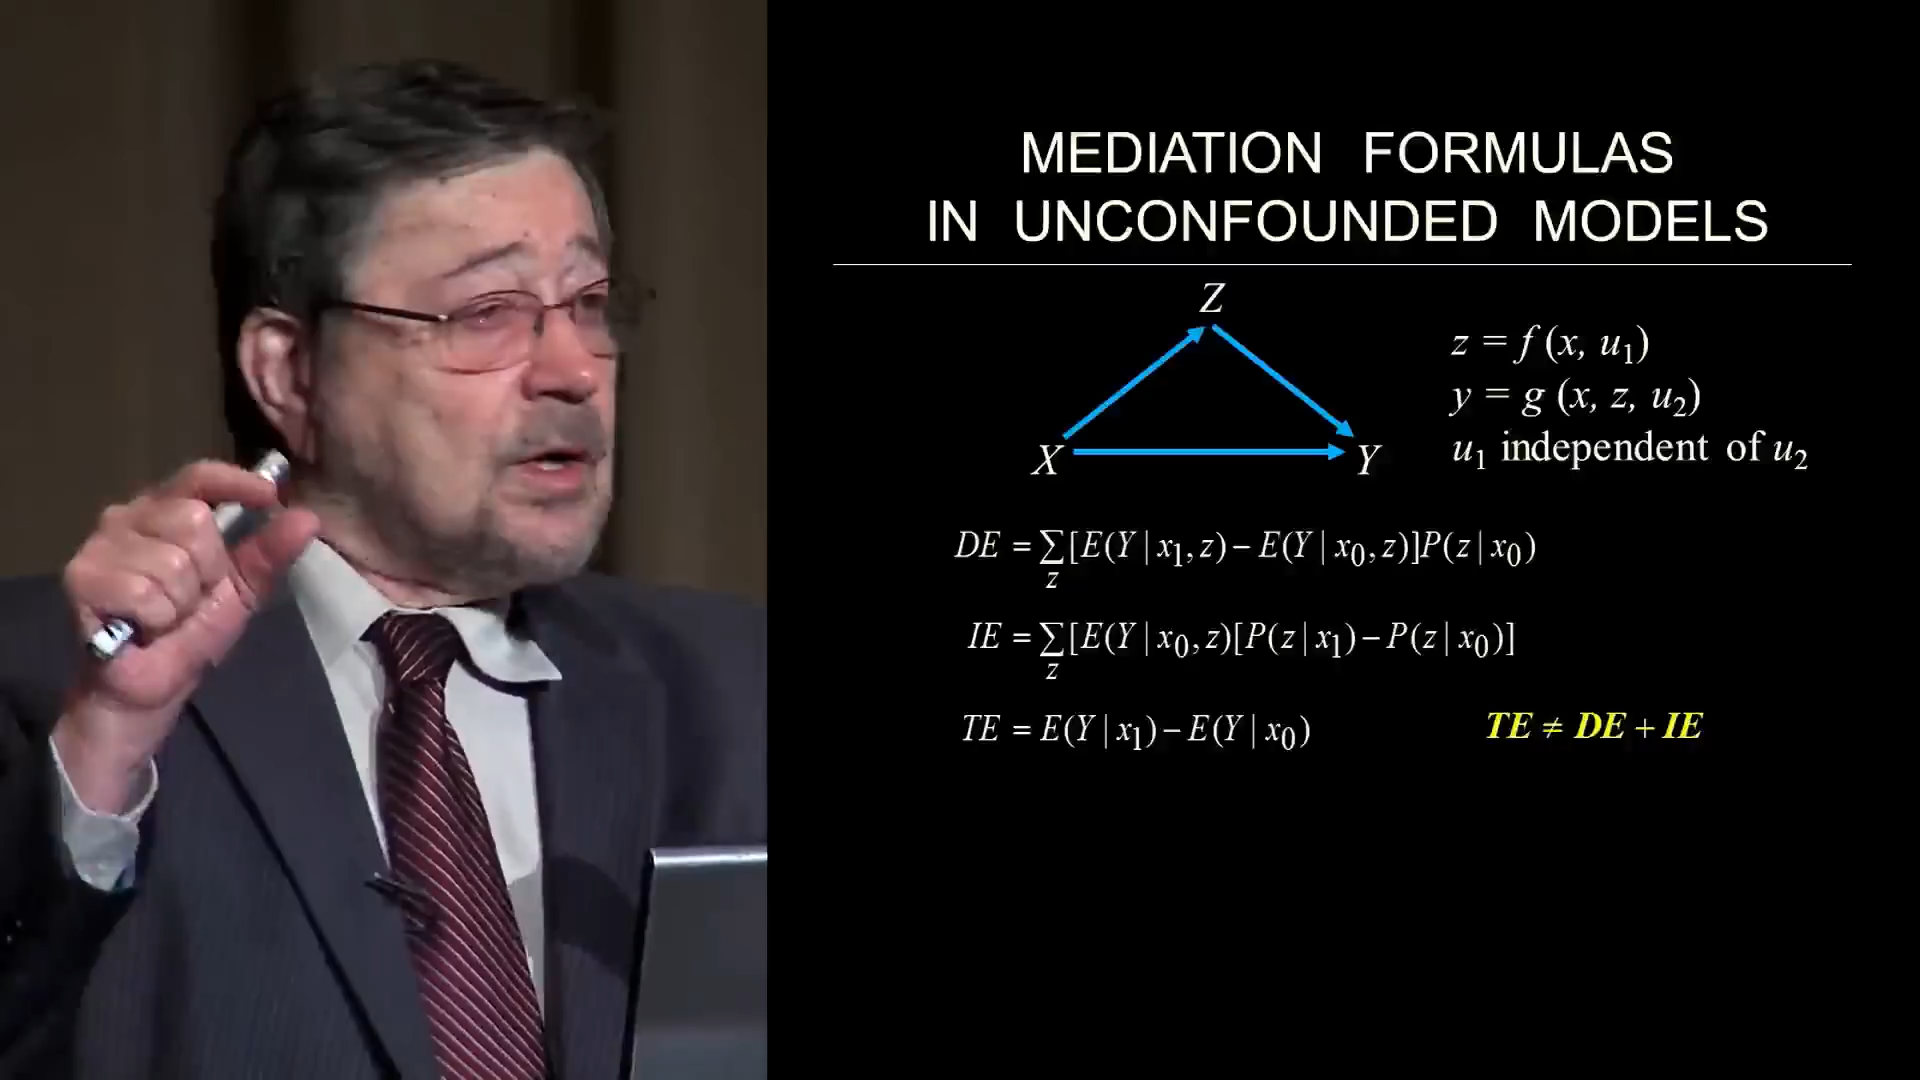 MEDIATION FORMULAS
IN UNCONFOUNDED MODELS
Z
X
Y
z = f (x, u₁)
y = g (x, z, u₂)
u₁ independent of u₂
DE = ∑[E(Y | x₁, z) – E(Y | x₀, z)]P(z | x₀)
z
IE = ∑[E(Y | x₀, z)[P(z | x₁) – P(z | x₀)]
z
TE = E(Y | x₁) – E(Y | x₀)
TE ≠ DE + IE